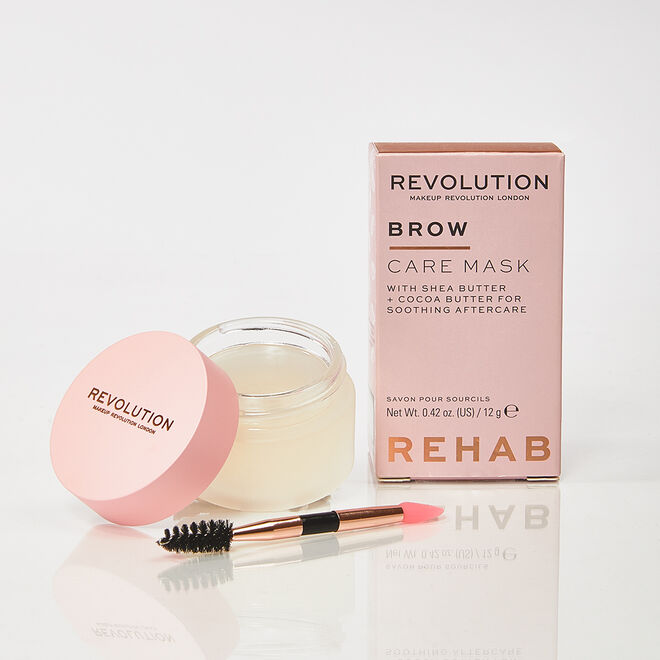 REVOLUTION
MAKEUP REVOLUTION LONDON
BROW
CARE MASK
WITH SHEA BUTTER
+ COCOA BUTTER FOR
SOOTHING AFTERCARE
SAVON POUR SOURCILS
Net Wt. 0.42 oz. (US) / 12 g ℮
REHAB
REVOLUTION
MAKEUP REVOLUTION LONDON